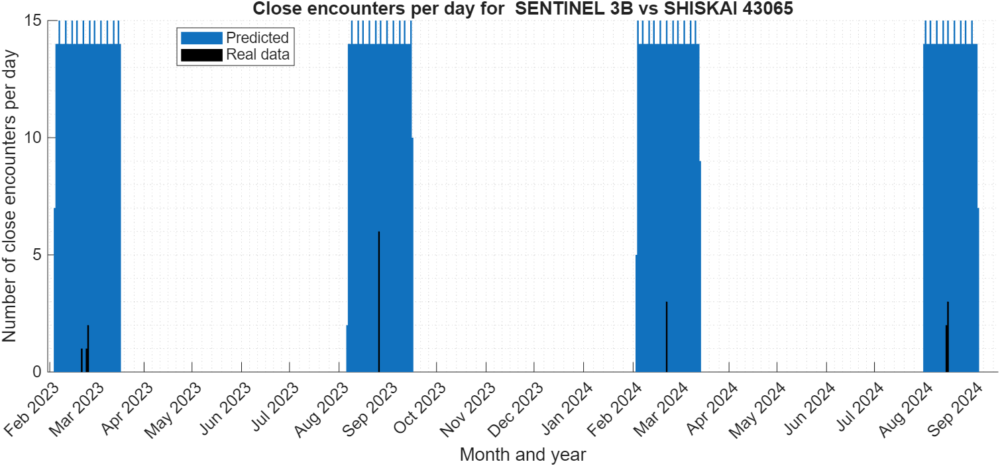 Close encounters per day for  SENTINEL 3B vs SHISKAI 43065
Predicted
Real data
Number of close encounters per day
15
10
5
0
Feb 2023
Mar 2023
Apr 2023
May 2023
Jun 2023
Jul 2023
Aug 2023
Sep 2023
Oct 2023
Nov 2023
Dec 2023
Jan 2024
Feb 2024
Mar 2024
Apr 2024
May 2024
Jun 2024
Jul 2024
Aug 2024
Sep 2024
Month and year